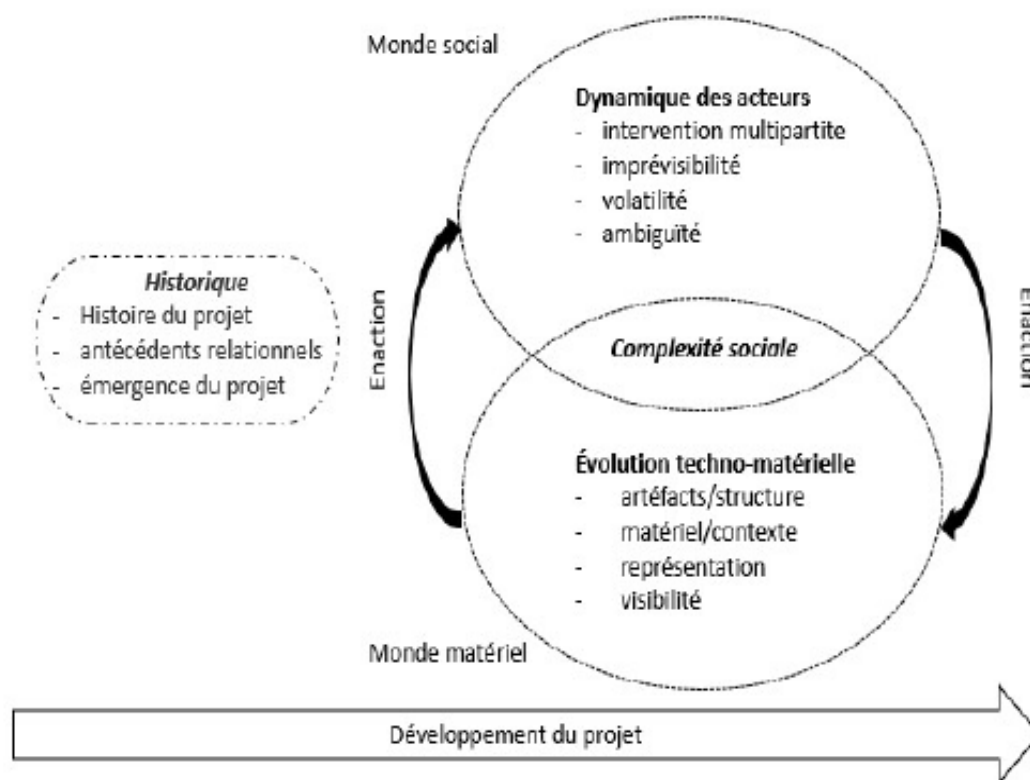 Monde social
Dynamique des acteurs
- intervention multipartite
- imprévisibilité
- volatilité
- ambiguïté
Historique
- Histoire du projet
- antécédents relationnels
- émergence du projet
Enaction
Enaction
Complexité sociale
Évolution techno-matérielle
- artéfacts/structure
- matériel/contexte
- représentation
- visibilité
Monde matériel
Développement du projet